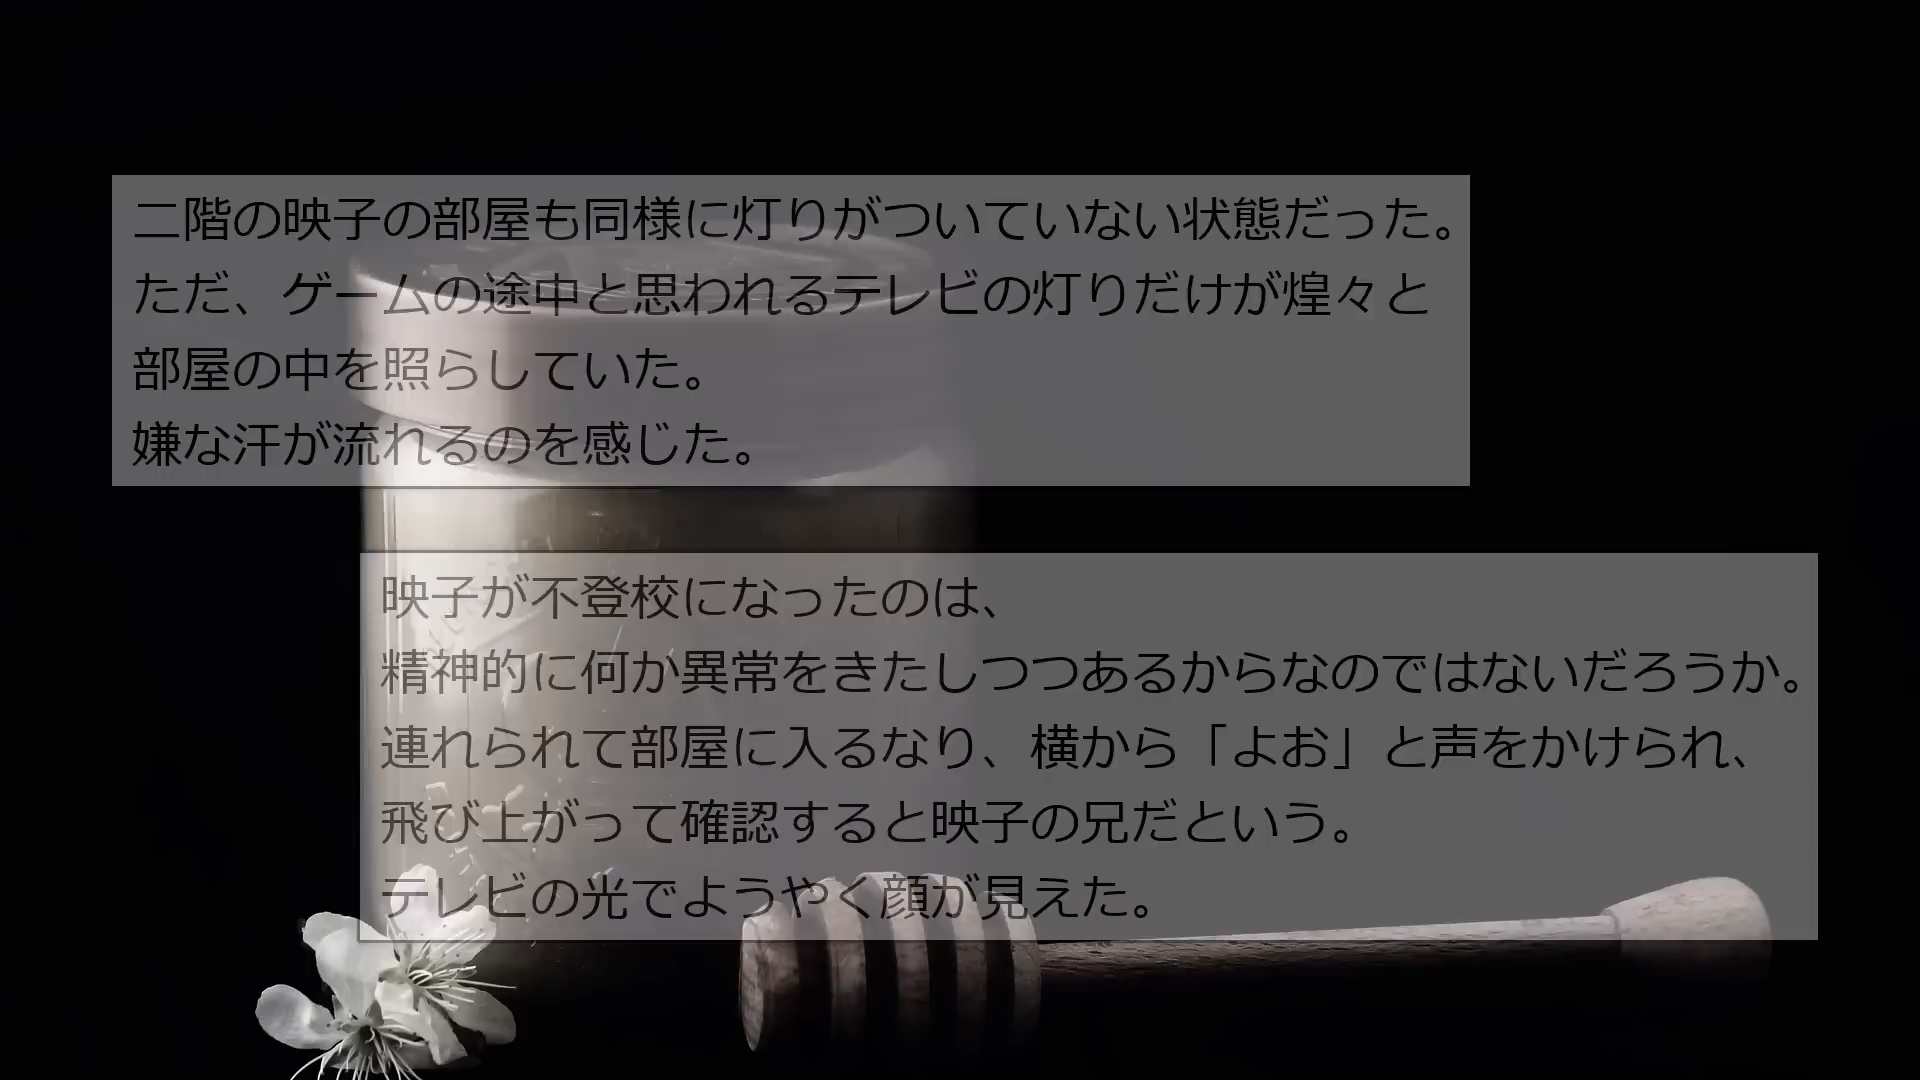 二階の映子の部屋も同様に灯りがついていない状態だった。
ただ、ゲームの途中と思われるテレビの灯りだけが煌々と
部屋の中を照らしていた。
嫌な汗が流れるのを感じた。
映子が不登校になったのは、
精神的に何か異常をきたしつつあるからなのではないだろうか。
連れられて部屋に入るなり、横から「よお」と声をかけられ、
飛び上がって確認すると映子の兄だという。
テレビの光でようやく顔が見えた。